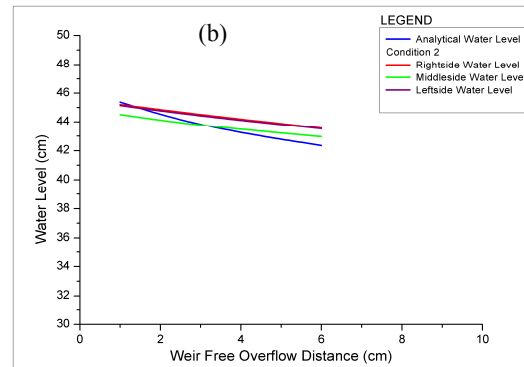 (b)
LEGEND
Analytical Water Level
Condition 2
Rightside Water Level
Middleside Water Level
Leftside Water Level
50
48
46
44
42
40
38
36
34
32
30
Water Level (cm)
0 2 4 6 8 10
Weir Free Overflow Distance (cm)